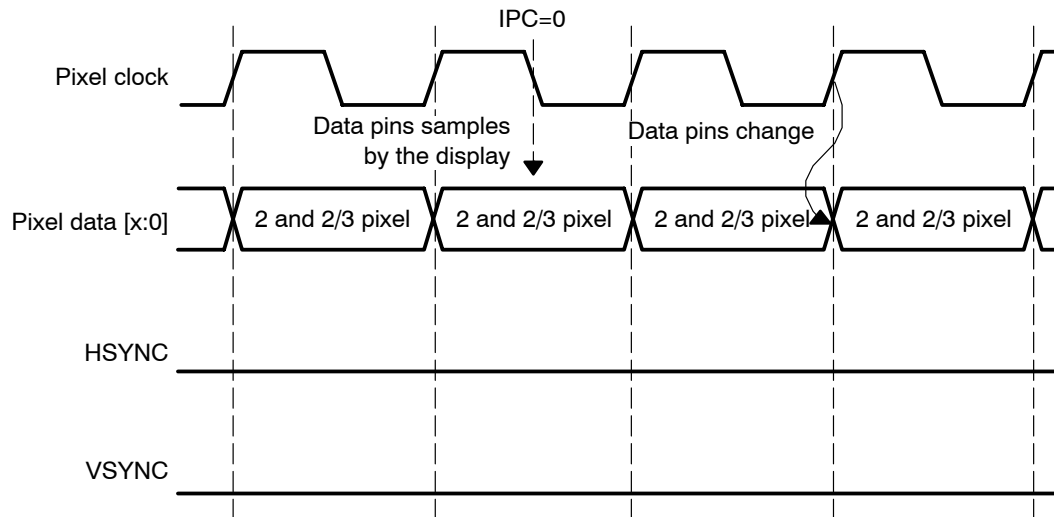 IPC=0
Pixel clock
Data pins samples
by the display
Data pins change
Pixel data [x:0]
2 and 2/3 pixel
2 and 2/3 pixel
2 and 2/3 pixel
2 and 2/3 pixel
HSYNC
VSYNC